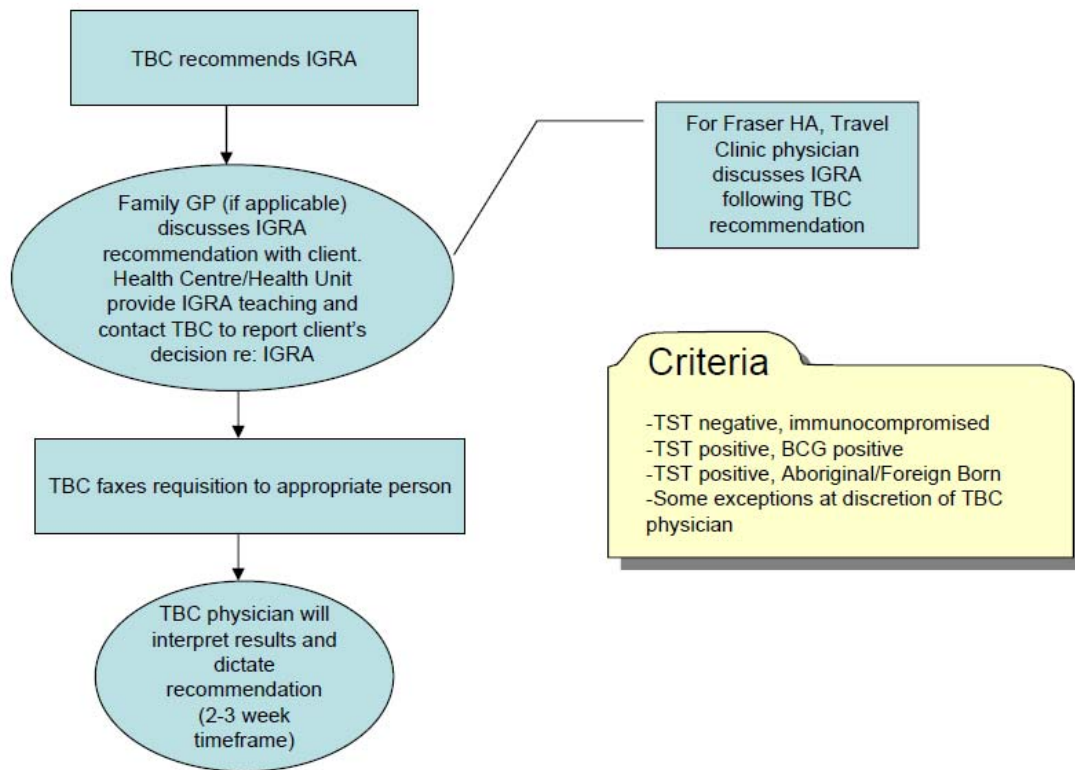 TBC recommends IGRA
Family GP (if applicable)
discusses IGRA
recommendation with client.
Health Centre/Health Unit
provide IGRA teaching and
contact TBC to report client's
decision re: IGRA
For Fraser HA, Travel
Clinic physician
discusses IGRA
following TBC
recommendation
TBC faxes requisition to appropriate person
TBC physician will
interpret results and
dictate
recommendation
(2-3 week
timeframe)
Criteria
-TST negative, immunocompromised
-TST positive, BCG positive
-TST positive, Aboriginal/Foreign Born
-Some exceptions at discretion of TBC
physician